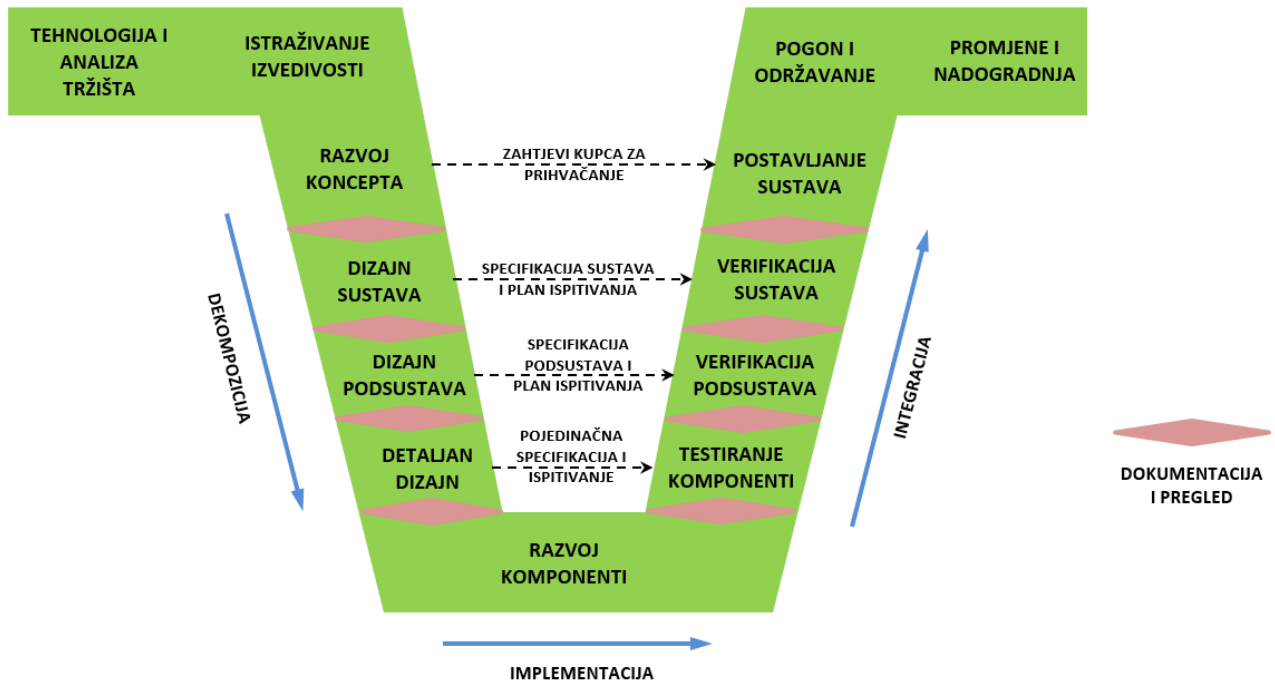 TEHNOLOGIJA I
ANALIZA
TRŽIŠTA
ISTRAŽIVANJE
IZVEDIVOSTI
POGON I
ODRŽAVANJE
PROMJENE I
NADOGRADNJA
RAZVOJ
KONCEPTA
ZAHTJEVI KUPCA ZA
PRIHVAČANJE
POSTAVLJANJE
SUSTAVA
DIZAJN
SUSTAVA
SPECIFIKACIJA SUSTAVA
I PLAN ISPITIVANJA
VERIFIKACIJA
SUSTAVA
DEKOMPOZICIJA
DIZAJN
PODSUSTAVA
SPECIFIKACIJA
PODSUSTAVA I
PLAN ISPITIVANJA
VERIFIKACIJA
PODSUSTAVA
INTEGRACIJA
DETALJAN
DIZAJN
POJEDINAČNA
SPECIFIKACIJA I
ISPITIVANJE
TESTIRANJE
KOMPONENTI
DOKUMENTACIJA
I PREGLED
RAZVOJ
KOMPONENTI
IMPLEMENTACIJA